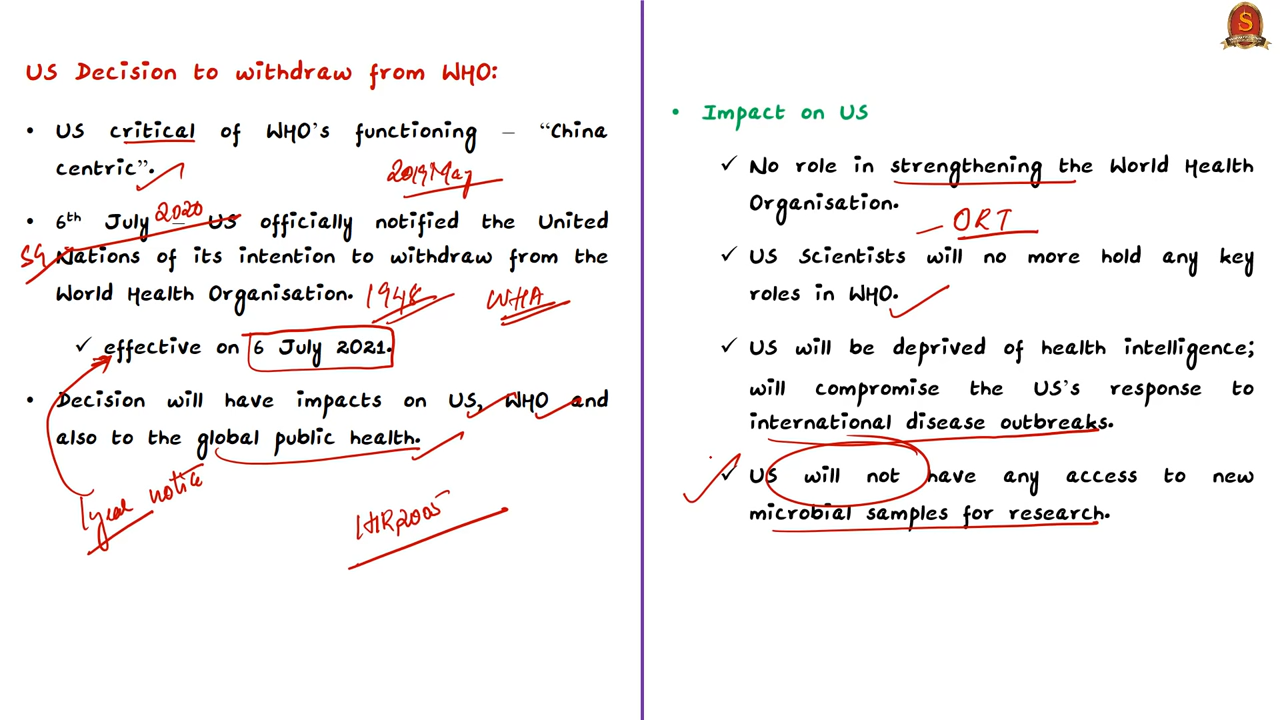 US Decision to withdraw from WHO:
• US critical of WHO's functioning – "China
centric".
2019 May
2020
• 6th July – US officially notified the United
SG
Nations of its intention to withdraw from the
World Health Organisation. 1948 WHA
✓ effective on 6 July 2021.
• Decision will have impacts on US, WHO and
also to the global public health.
1 year notice
IHR2005
• Impact on US
✓ No role in strengthening the World Health
Organisation.
– ORT
✓ US Scientists will no more hold any key
roles in WHO.
✓ US will be deprived of health intelligence;
will compromise the US's response to
international disease outbreaks.
✓ US will not have any access to new
microbial samples for research.
S